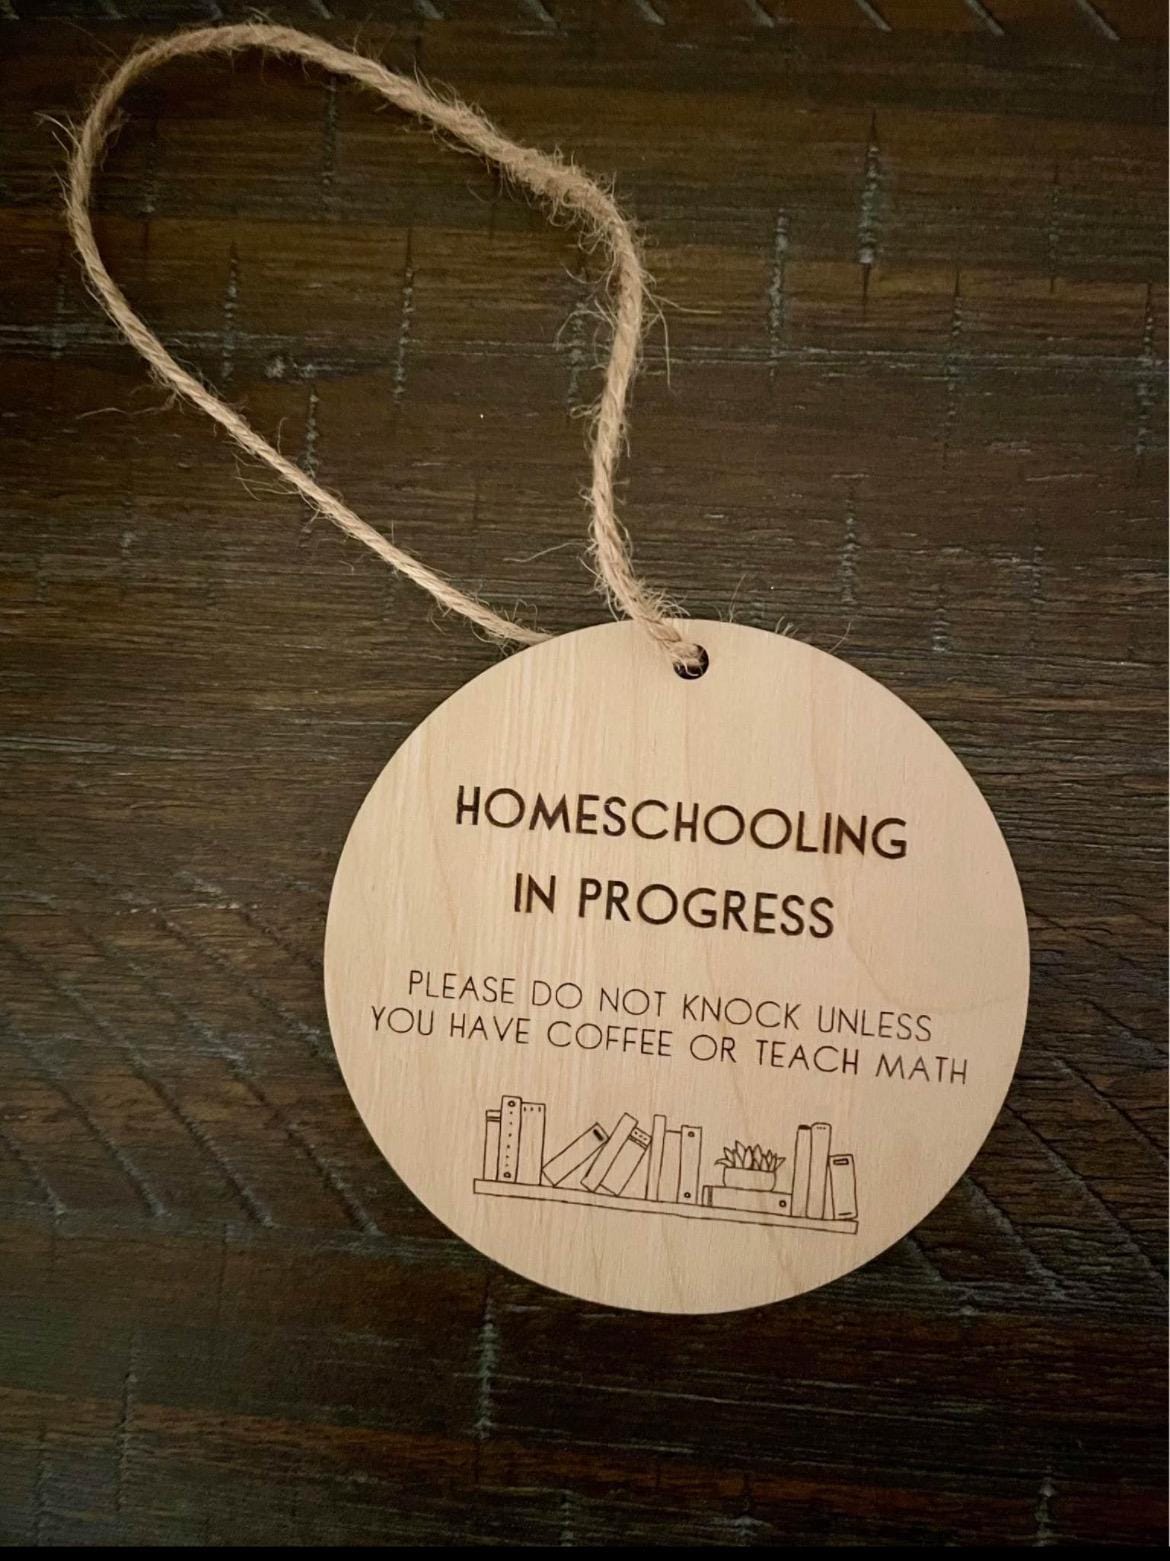 HOMESCHOOLING
IN PROGRESS
PLEASE DO NOT KNOCK UNLESS
YOU HAVE COFFEE OR TEACH MATH